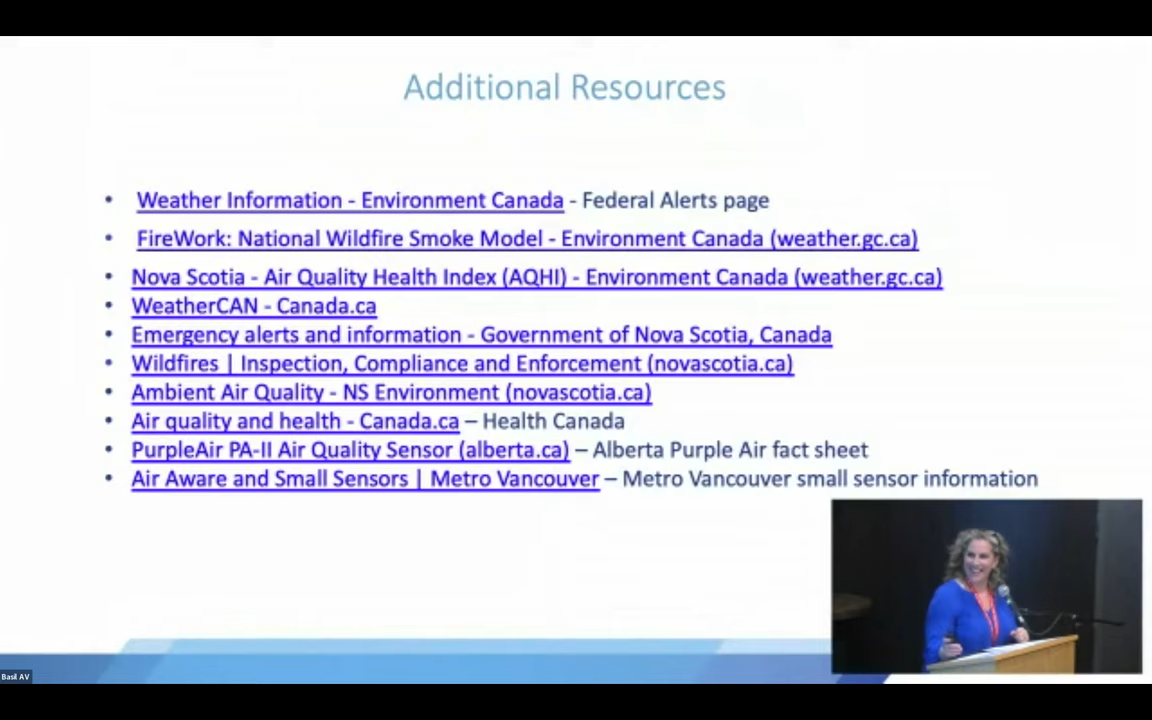 Additional Resources
• Weather Information - Environment Canada - Federal Alerts page
• FireWork: National Wildfire Smoke Model - Environment Canada (weather.gc.ca)
• Nova Scotia - Air Quality Health Index (AQHI) - Environment Canada (weather.gc.ca)
• WeatherCAN - Canada.ca
• Emergency alerts and information - Government of Nova Scotia, Canada
• Wildfires | Inspection, Compliance and Enforcement (novascotia.ca)
• Ambient Air Quality - NS Environment (novascotia.ca)
• Air quality and health - Canada.ca – Health Canada
• PurpleAir PA-II Air Quality Sensor (alberta.ca) – Alberta Purple Air fact sheet
• Air Aware and Small Sensors | Metro Vancouver – Metro Vancouver small sensor information
Basil AV